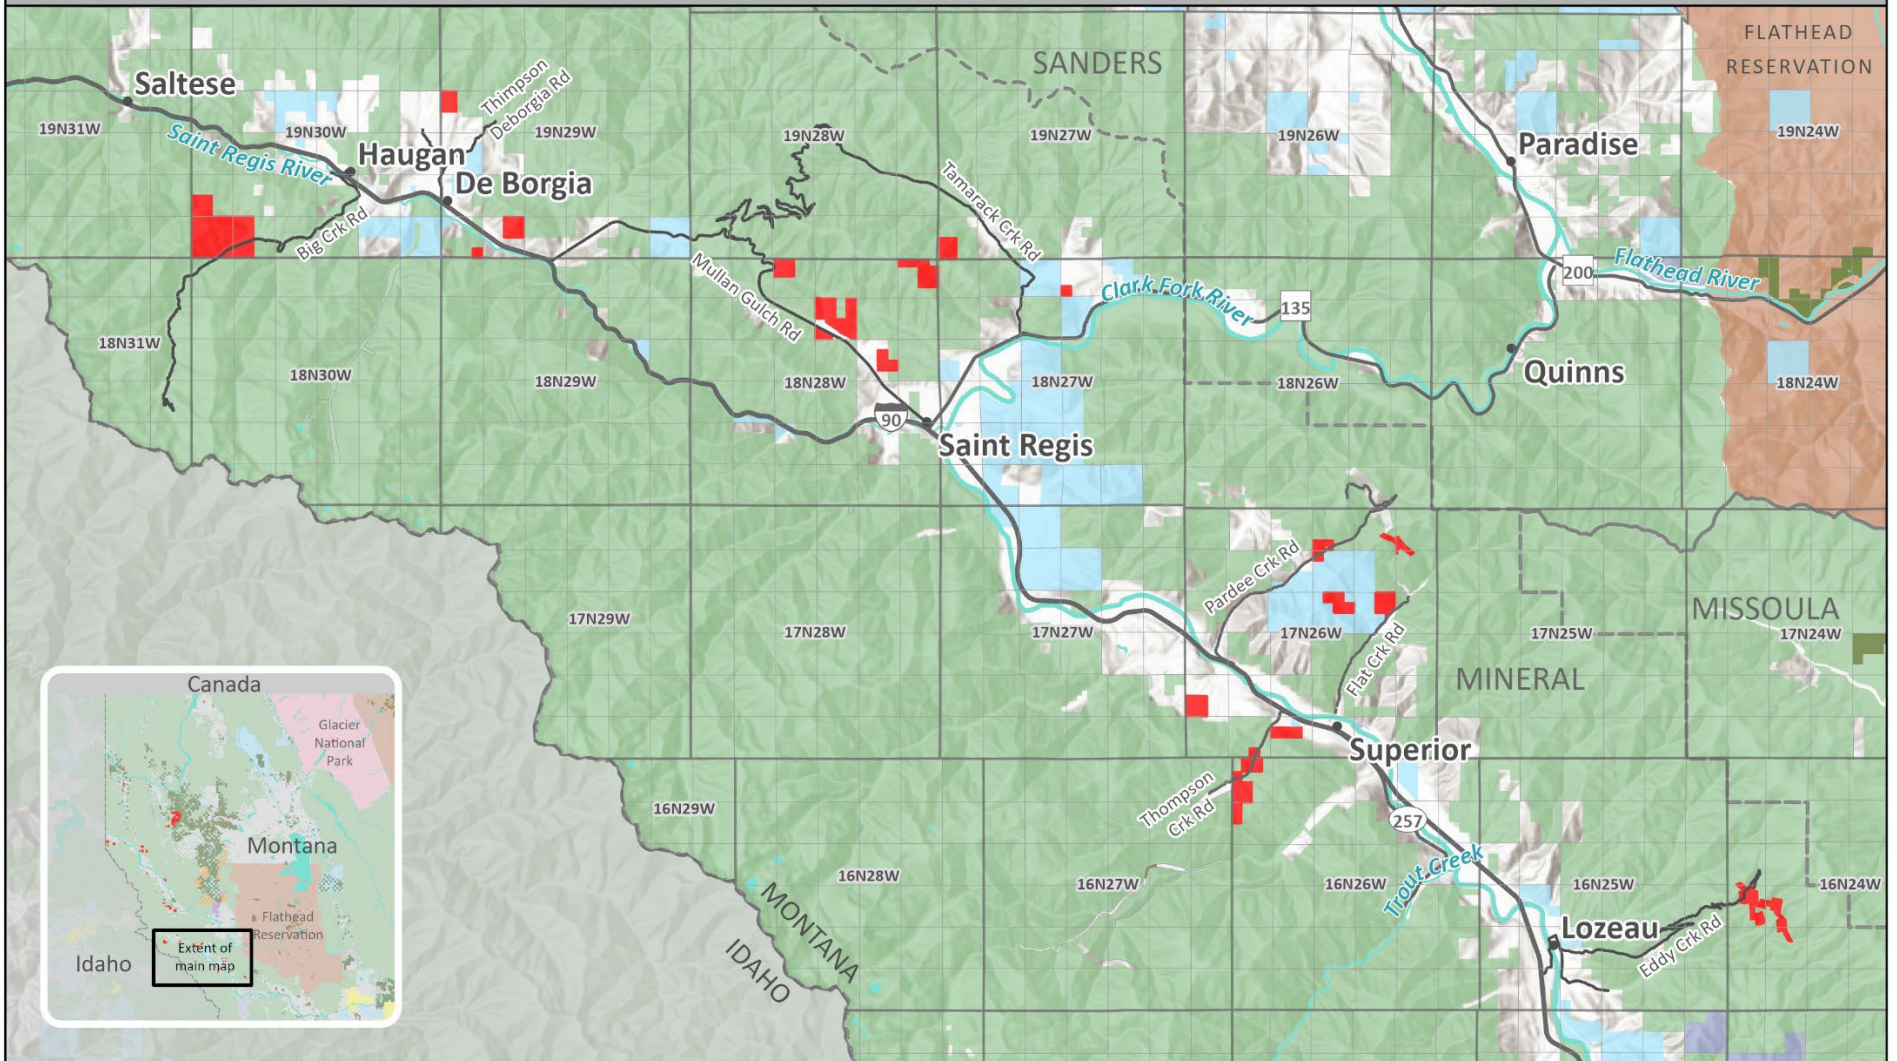 SANDERS
FLATHEAD
RESERVATION
Saltese
Thimpson
Deborgia Rd
19N31W
19N30W
19N29W
19N28W
19N27W
19N26W
19N24W
Saint Regis River
Haugan
De Borgia
Paradise
Tamarack Crk Rd
Big Crk Rd
Mullan Gulch Rd
Clark Fork River
Flathead River
200
135
18N31W
18N30W
18N29W
18N28W
18N27W
18N26W
18N24W
Quinns
90
Saint Regis
Pardee Crk Rd
17N29W
17N28W
17N27W
17N26W
17N25W
MISSOULA
17N24W
Flat Crk Rd
MINERAL
Superior
Thompson
Crk Rd
257
16N29W
16N28W
16N27W
16N26W
16N25W
16N24W
Trout Creek
Lozeau
Eddy Crk Rd
MONTANA
IDAHO
Canada
Glacier
National
Park
Montana
Flathead
Reservation
Idaho
Extent of
main map